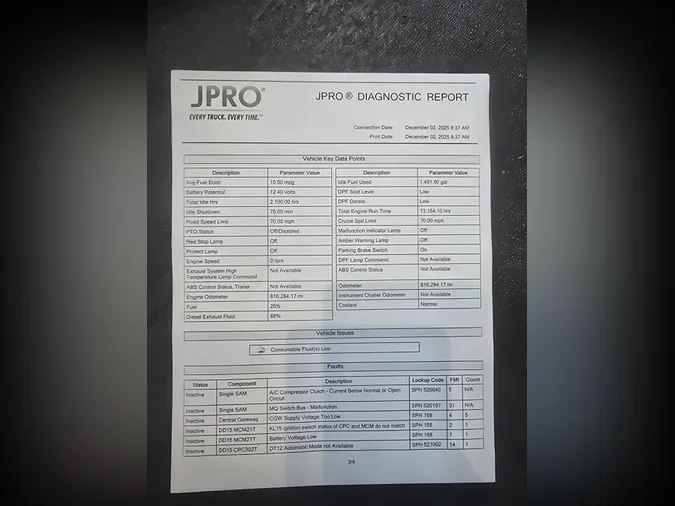 JPRO®
EVERY TRUCK. EVERY TIME.™
JPRO® DIAGNOSTIC REPORT
Connection Date: December 02, 2025 8:37 AM
Print Date: December 02, 2025 8:37 AM
Vehicle Key Data Points
Description Parameter Value
Avg Fuel Econ 10.50 mpg
Battery Potential 12.40 volts
Total Idle Hrs 2,100.00 hrs
Idle Shutdown 75.00 min
Road Speed Limit 70.00 mph
PTO Status Off/Disabled
Red Stop Lamp Off
Protect Lamp Off
Engine Speed 0 rpm
Exhaust System High
Temperature Lamp Command Not Available
ABS Control Status, Trailer Not Available
Engine Odometer 816,284.17 mi
Fuel 25%
Diesel Exhaust Fluid 88%
Description Parameter Value
Idle Fuel Used 1,491.90 gal
DPF Soot Level Low
DPF Derate Low
Total Engine Run Time 13,164.10 hrs
Cruise Spd Limit 70.00 mph
Malfunction Indicator Lamp Off
Amber Warning Lamp Off
Parking Brake Switch On
DPF Lamp Command Not Available
ABS Control Status Not Available
Odometer 816,284.17 mi
Instrument Cluster Odometer Not Available
Coolant Normal
Vehicle Issues
Consumable Fluid(s) Low
Faults
Status Component Description Lookup Code FMI Count
Inactive Single SAM A/C Compressor Clutch - Current Below Normal or Open
Circuit SPN 520640 5 N/A
Inactive Single SAM MQ Switch Bus - Malfunction SPN 520197 31 N/A
Inactive Central Gateway CGW Supply Voltage Too Low SPN 168 4 5
Inactive DD15 MCM21T KL15 ignition switch status of CPC and MCM do not match SPN 158 2 1
Inactive DD15 MCM21T Battery Voltage Low SPN 168 1 1
Inactive DD15 CPC302T DT12 Automatic Mode not Available SPN 521002 14 1
3/4